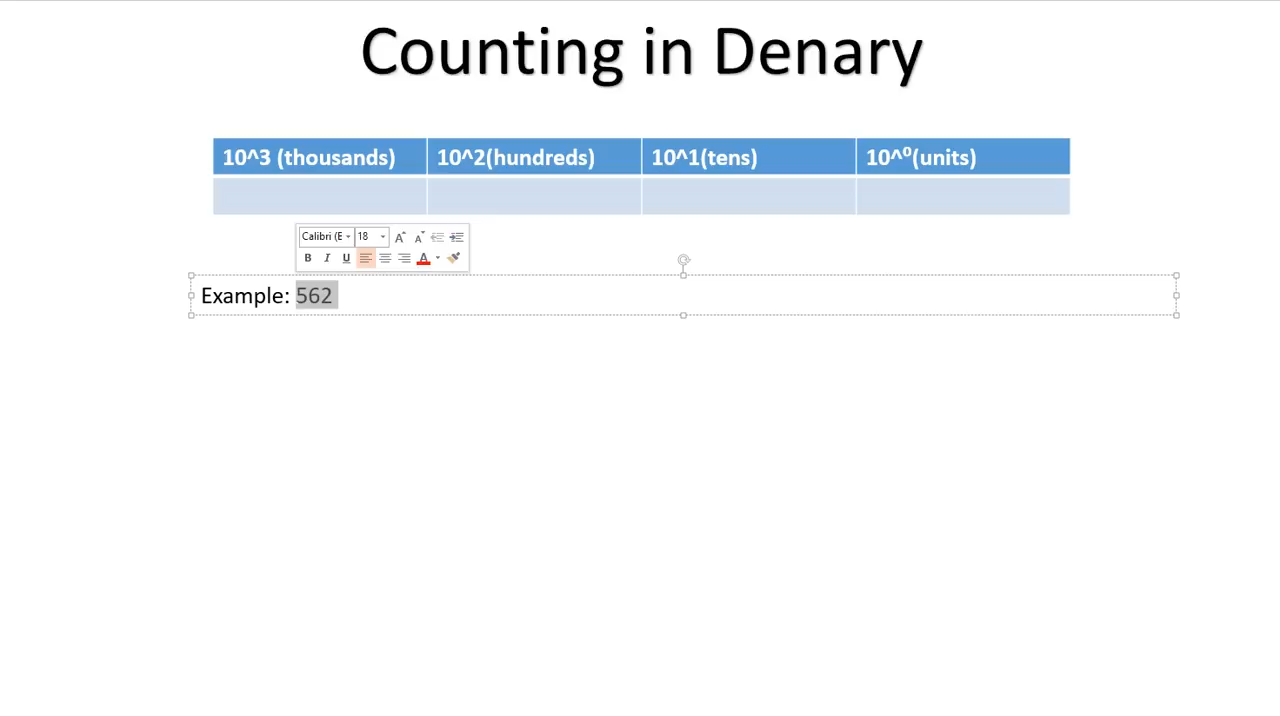 Counting in Denary
10^3 (thousands) 10^2(hundreds) 10^1(tens) 10^⁰(units)
Calibri (E 18 A A
B I U A
Example: 562